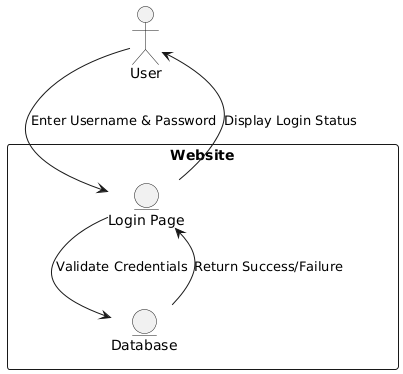 User
Enter Username & Password
Display Login Status
Website
Login Page
Validate Credentials
Return Success/Failure
Database